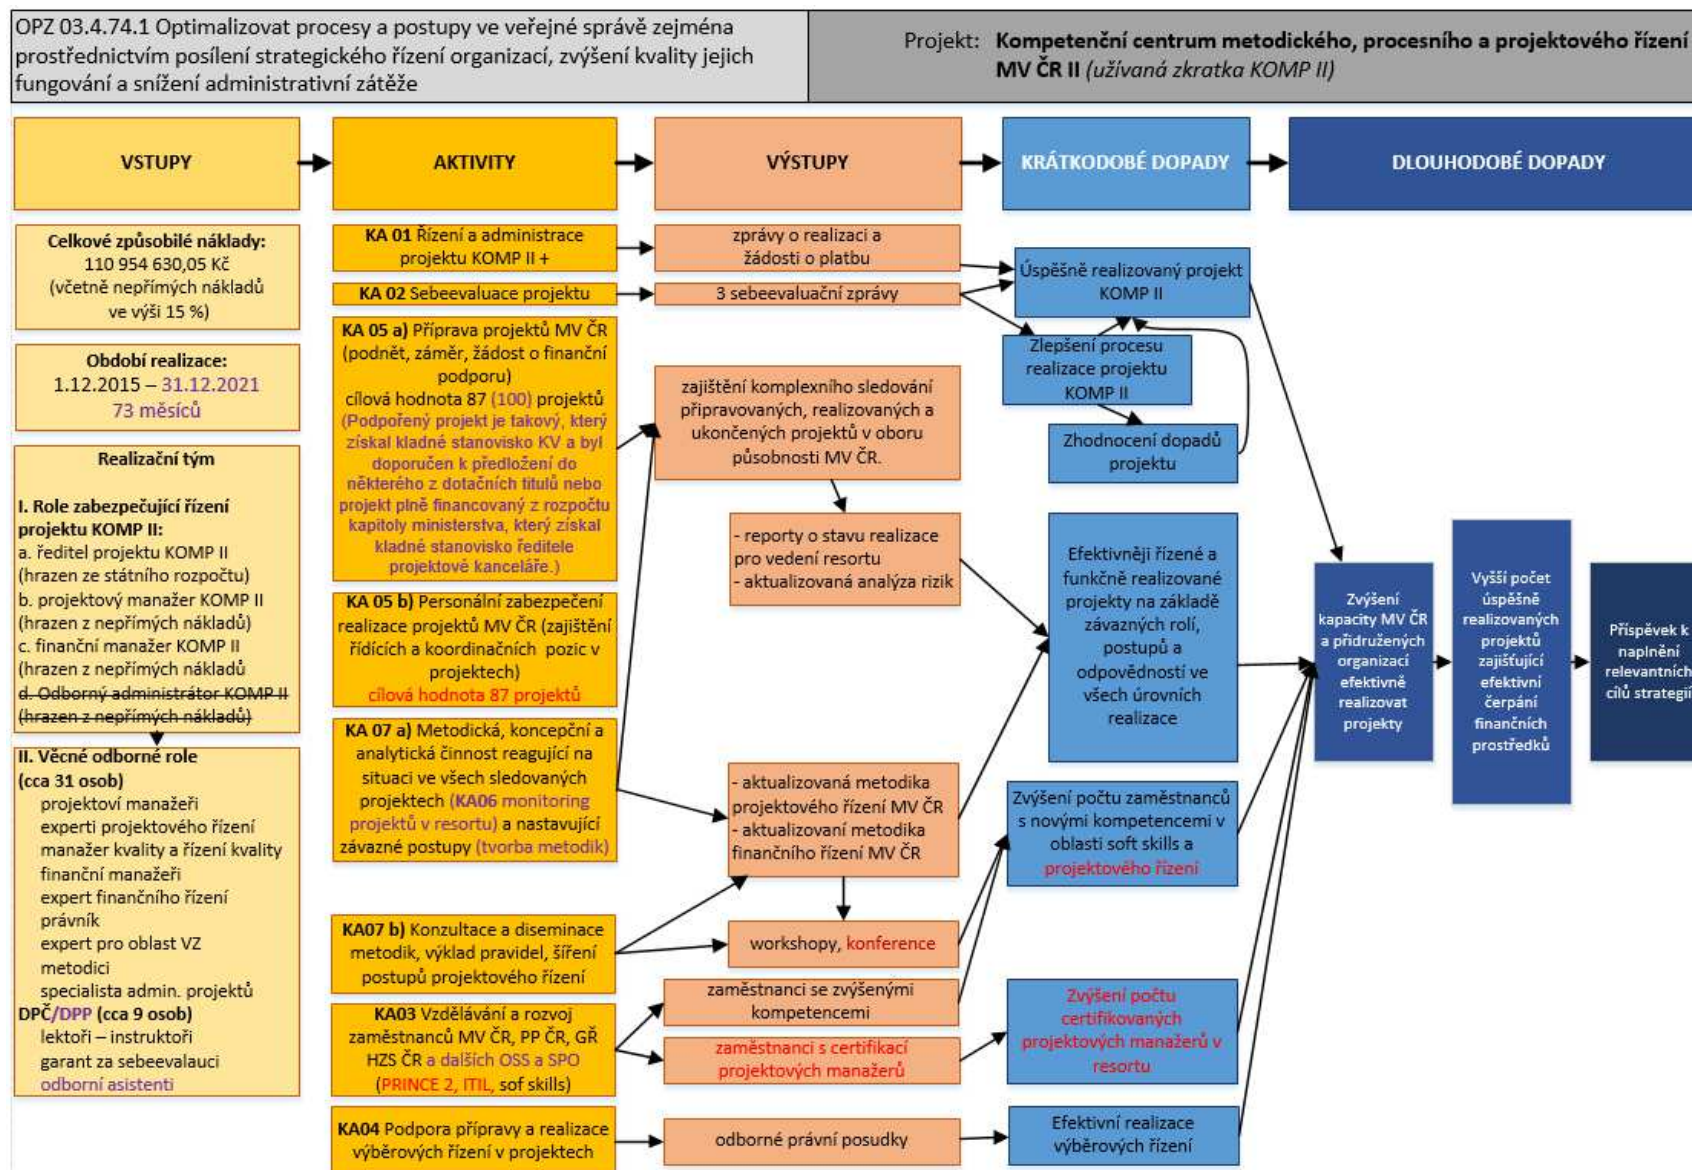 OPZ 03.4.74.1 Optimalizovat procesy a postupy ve veřejné správě zejména
prostřednictvím posílení strategického řízení organizací, zvýšení kvality jejich
fungování a snížení administrativní zátěže
Projekt: Kompetenční centrum metodického, procesního a projektového řízení
MV ČR II (užívaná zkratka KOMP II)
VSTUPY
AKTIVITY
VÝSTUPY
KRÁTKODOBÉ DOPADY
DLOUHODOBÉ DOPADY
Celkové způsobilé náklady:
110 954 630,05 Kč
(včetně nepřímých nákladů
ve výši 15 %)
Období realizace:
1.12.2015 – 31.12.2021
73 měsíců
Realizační tým
I. Role zabezpečující řízení
projektu KOMP II:
a. ředitel projektu KOMP II
(hrazen ze státního rozpočtu)
b. projektový manažer KOMP II
(hrazen z nepřímých nákladů)
c. finanční manažer KOMP II
(hrazen z nepřímých nákladů
d. Odborný administrátor KOMP II
(hrazen z nepřímých nákladů)
II. Věcné odborné role
(cca 31 osob)
projektoví manažeři
experti projektového řízení
manažer kvality a řízení kvality
finanční manažeři
expert finančního řízení
právník
expert pro oblast VZ
metodici
specialista admin. projektů
DPČ/DPP (cca 9 osob)
lektoři – instruktoři
garant za sebeevalauci
odborní asistenti
KA 01 Řízení a administrace
projektu KOMP II +
KA 02 Sebeevaluace projektu
KA 05 a) Příprava projektů MV ČR
(podnět, záměr, žádost o finanční
podporu)
cílová hodnota 87 (100) projektů
(Podpořený projekt je takový, který
získal kladné stanovisko KV a byl
doporučen k předložení do
některého z dotačních titulů nebo
projekt plně financovaný z rozpočtu
kapitoly ministerstva, který získal
kladné stanovisko ředitele
projektové kanceláře.)
KA 05 b) Personální zabezpečení
realizace projektů MV ČR (zajištění
řídících a koordinačních pozic v
projektech)
cílová hodnota 87 projektů
KA 07 a) Metodická, koncepční a
analytická činnost reagující na
situaci ve všech sledovaných
projektech (KA06 monitoring
projektů v resortu) a nastavující
závazné postupy (tvorba metodik)
KA07 b) Konzultace a diseminace
metodik, výklad pravidel, šíření
postupů projektového řízení
KA03 Vzdělávání a rozvoj
zaměstnanců MV ČR, PP ČR, GŘ
HZS ČR a dalších OSS a SPO
(PRINCE 2, ITIL, sof skills)
KA04 Podpora přípravy a realizace
výběrových řízení v projektech
zprávy o realizaci a
žádosti o platbu
3 sebeevaluační zprávy
zajištění komplexního sledování
připravovaných, realizovaných a
ukončených projektů v oboru
působnosti MV ČR.
- reporty o stavu realizace
pro vedení resortu
- aktualizovaná analýza rizik
- aktualizovaná metodika
projektového řízení MV ČR
- aktualizovaní metodika
finančního řízení MV ČR
workshopy, konference
zaměstnanci se zvýšenými
kompetencemi
zaměstnanci s certifikací
projektových manažerů
odborné právní posudky
Úspěšně realizovaný projekt
KOMP II
Zlepšení procesu
realizace projektu
KOMP II
Zhodnocení dopadů
projektu
Efektivněji řízené a
funkčně realizované
projekty na základě
závazných rolí,
postupů a
odpovědností ve
všech úrovních
realizace
Zvýšení počtu zaměstnanců
s novými kompetencemi v
oblasti soft skills a
projektového řízení
Zvýšení počtu
certifikovaných
projektových manažerů v
resortu
Efektivní realizace
výběrových řízení
Zvýšení
kapacity MV ČR
a přidružených
organizací
efektivně
realizovat
projekty
Vyšší počet
úspěšně
realizovaných
projektů
zajišťující
efektivní
čerpání
finančních
prostředků
Příspěvek k
naplnění
relevantních
cílů strategií